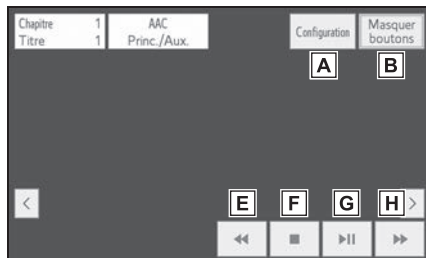 Chapitre 1
Titre 1
AAC
Princ./Aux.
Configuration
Masquer
boutons
A
B
E
F
G
H